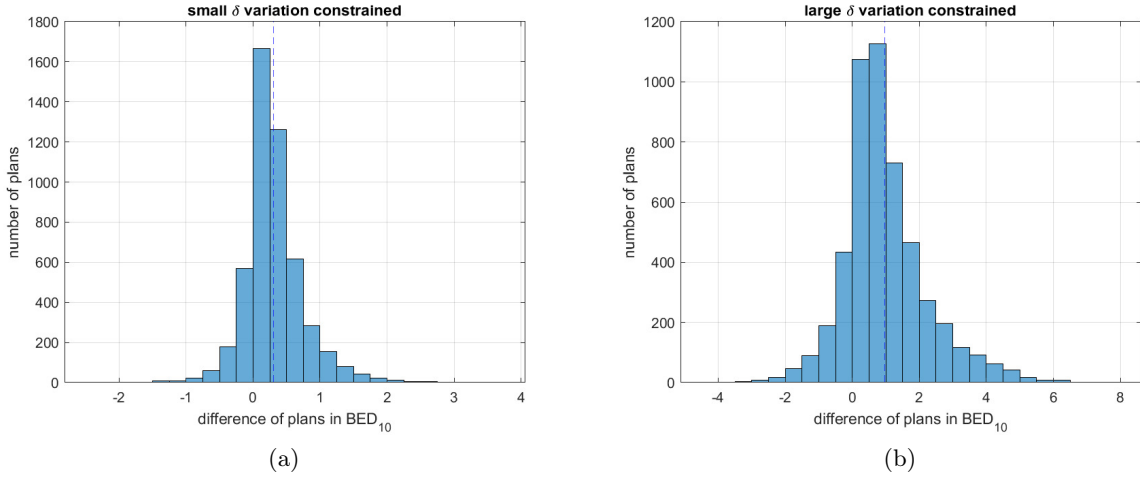 small δ variation constrained
1800
1600
1400
1200
1000
800
600
400
200
0
number of plans
-2 -1 0 1 2 3 4
difference of plans in BED10
(a)
large δ variation constrained
1200
1000
800
600
400
200
0
number of plans
-4 -2 0 2 4 6 8
difference of plans in BED10
(b)